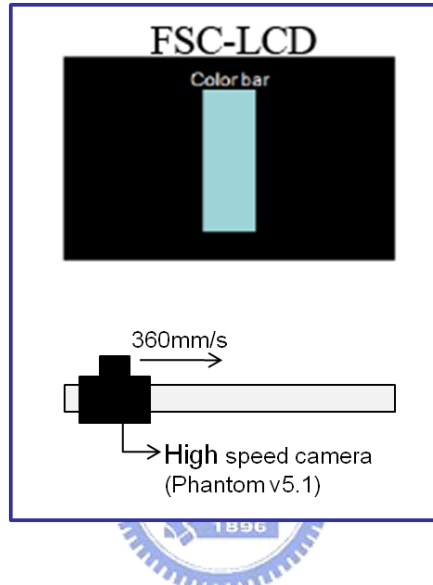 FSC-LCD
Color bar
360mm/s
High speed camera
(Phantom v5.1)
1896